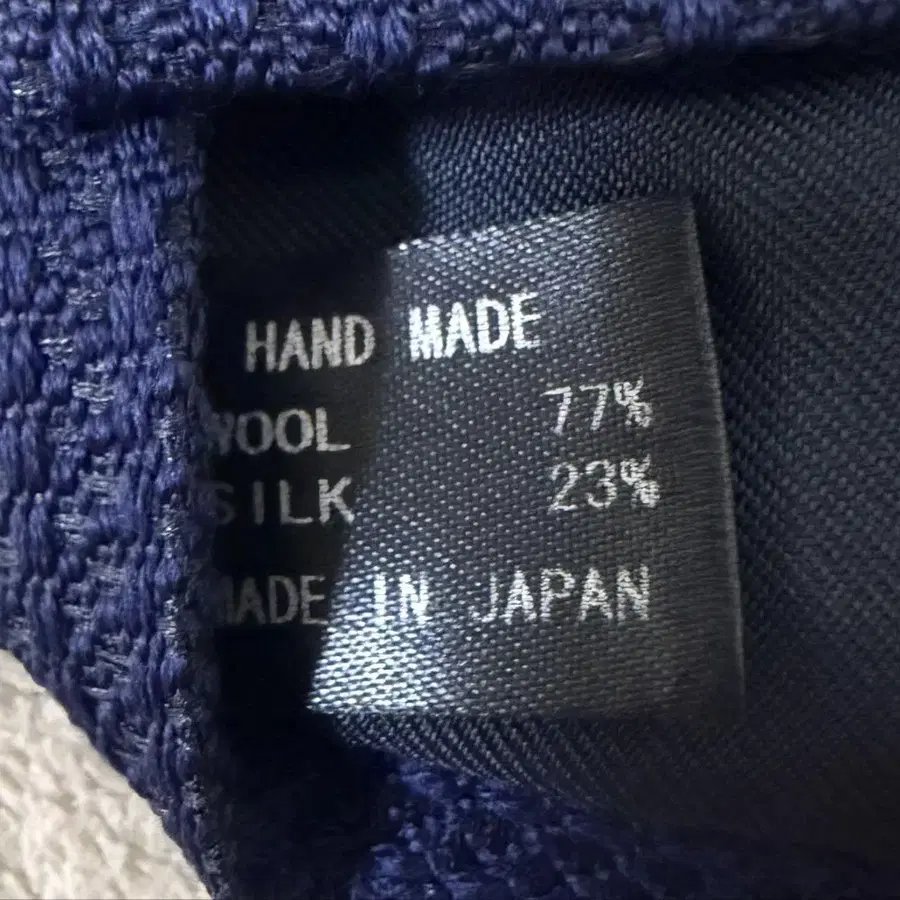 HAND MADE
WOOL 77%
SILK 23%
MADE IN JAPAN